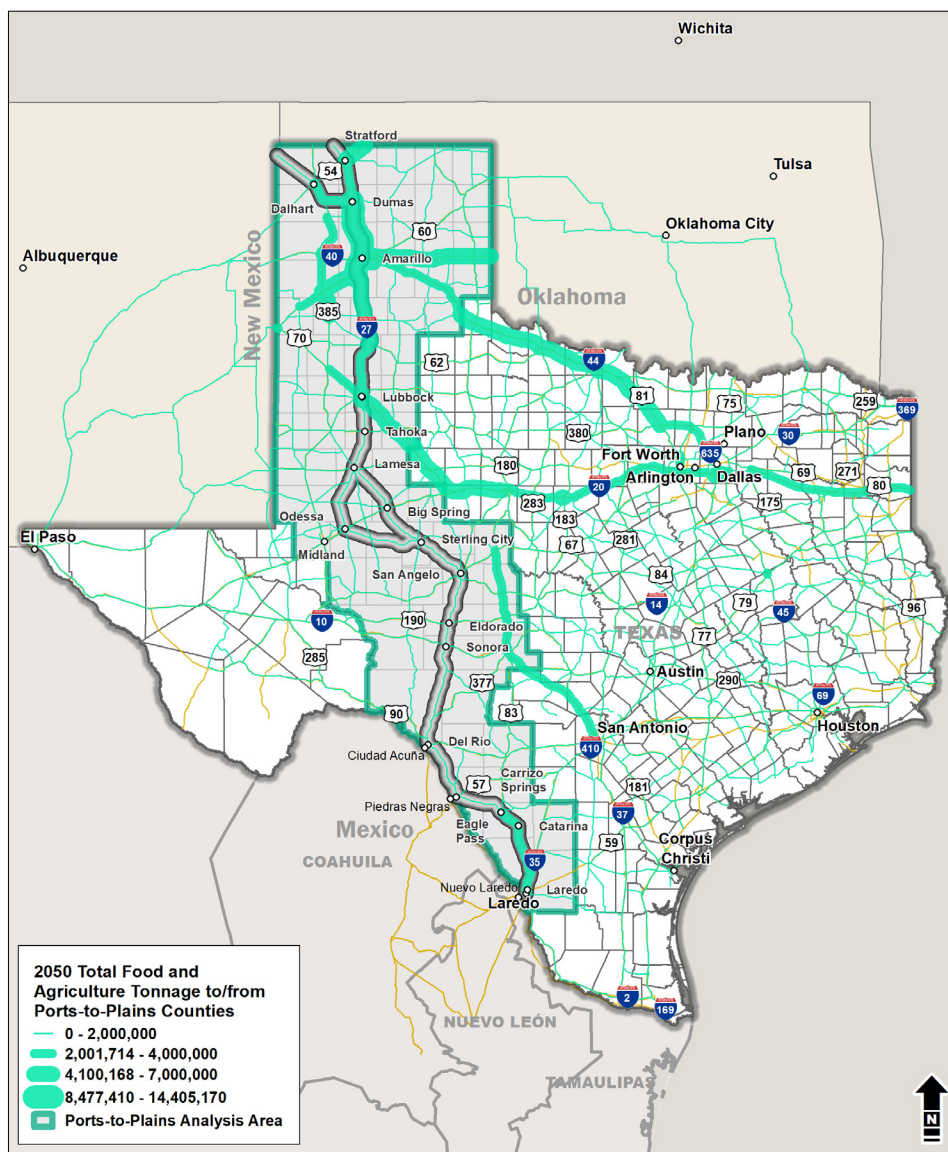 Wichita
Stratford
54
Tulsa
Dalhart
Dumas
60
Oklahoma City
Albuquerque
40
Amarillo
New Mexico
Oklahoma
385
27
70
62
44
81
75
259
369
Lubbock
Plano
30
Tahoka
380
635
Fort Worth
Lamesa
180
Arlington
Dallas
69
271
20
80
283
175
Big Spring
Odessa
183
El Paso
Sterling City
281
Midland
67
San Angelo
84
14
79
45
96
10
190
Eldorado
TEXAS
77
285
Sonora
Austin
377
290
69
90
83
San Antonio
Houston
Del Rio
410
Ciudad Acuña
57
Carrizo
Springs
181
Piedras Negras
37
Eagle
Pass
Catarina
Mexico
59
Corpus
Christi
COAHUILA
35
Nuevo Laredo
Laredo
Laredo
2050 Total Food and
Agriculture Tonnage to/from
Ports-to-Plains Counties
0 - 2,000,000
2,001,714 - 4,000,000
4,100,168 - 7,000,000
8,477,410 - 14,405,170
Ports-to-Plains Analysis Area
2
169
NUEVO LEÓN
TAMAULIPAS
N